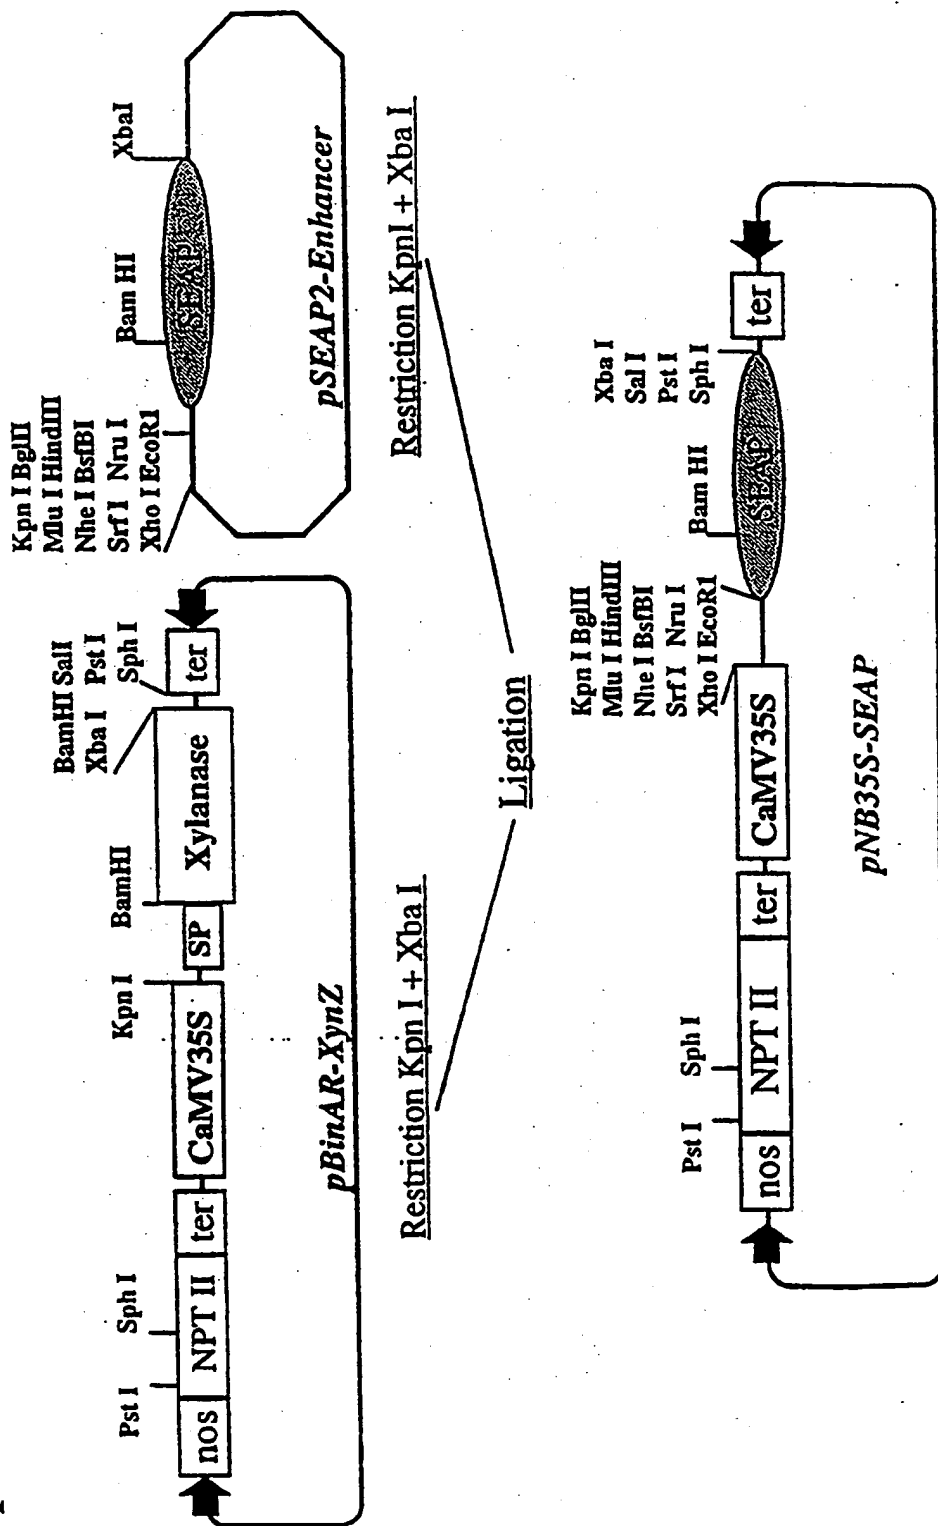 Pst I
Sph I
Kpn I
BamHI
BamHI SalI
Xba I Pst I
Sph I
nos
NPT II
ter
CaMV35S
SP
Xylanase
ter
pBinAR-XynZ
Restriction Kpn I + Xba I
Kpn I BglII
Mlu I HindIII
Nhe I BsfBI
Srf I Nru I
Xho I EcoR1
Bam HI
XbaI
SEAP
pSEAP2-Enhancer
Restriction KpnI + Xba I
Ligation
Pst I
Sph I
Kpn I BglII
Mlu I HindIII
Nhe I BsfBI
Srf I Nru I
Xho I EcoR1
Bam HI
Xba I
Sal I
Pst I
Sph I
nos
NPT II
ter
CaMV35S
SEAP
ter
pNB35S-SEAP